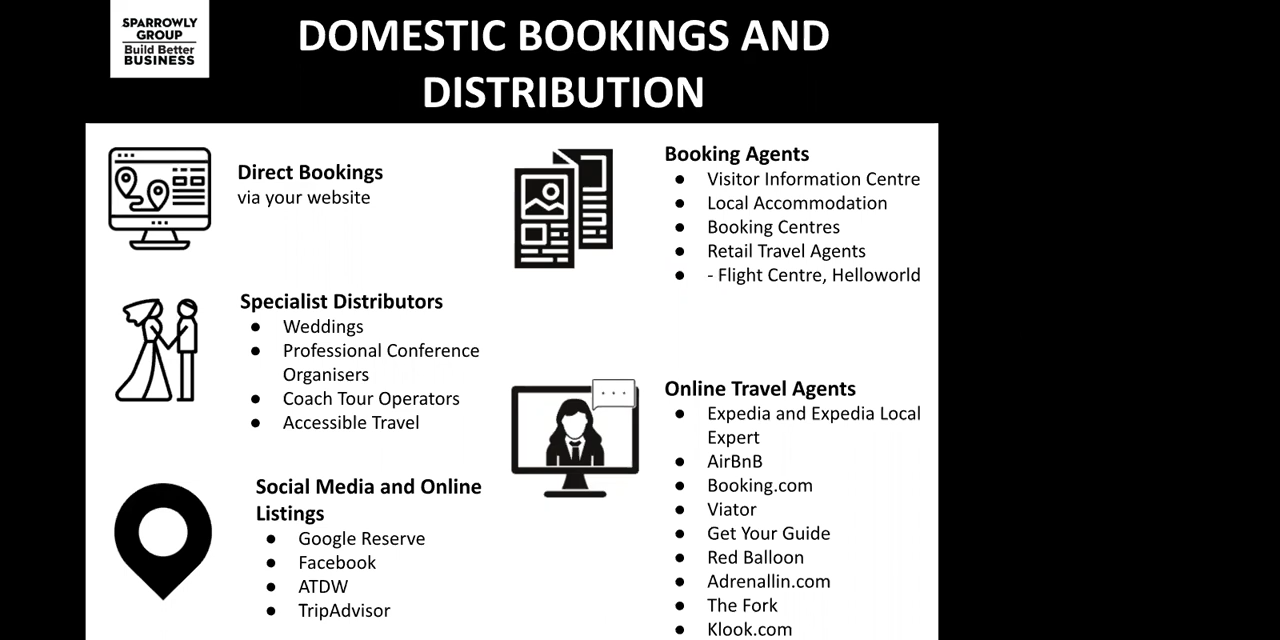 SPARROWLY
GROUP
Build Better
BUSINESS
DOMESTIC BOOKINGS AND
DISTRIBUTION
Direct Bookings
via your website
Specialist Distributors
● Weddings
● Professional Conference
Organisers
● Coach Tour Operators
● Accessible Travel
Social Media and Online
Listings
● Google Reserve
● Facebook
● ATDW
● TripAdvisor
Booking Agents
● Visitor Information Centre
● Local Accommodation
● Booking Centres
● Retail Travel Agents
● - Flight Centre, Helloworld
Online Travel Agents
● Expedia and Expedia Local
Expert
● AirBnB
● Booking.com
● Viator
● Get Your Guide
● Red Balloon
● Adrenallin.com
● The Fork
● Klook.com